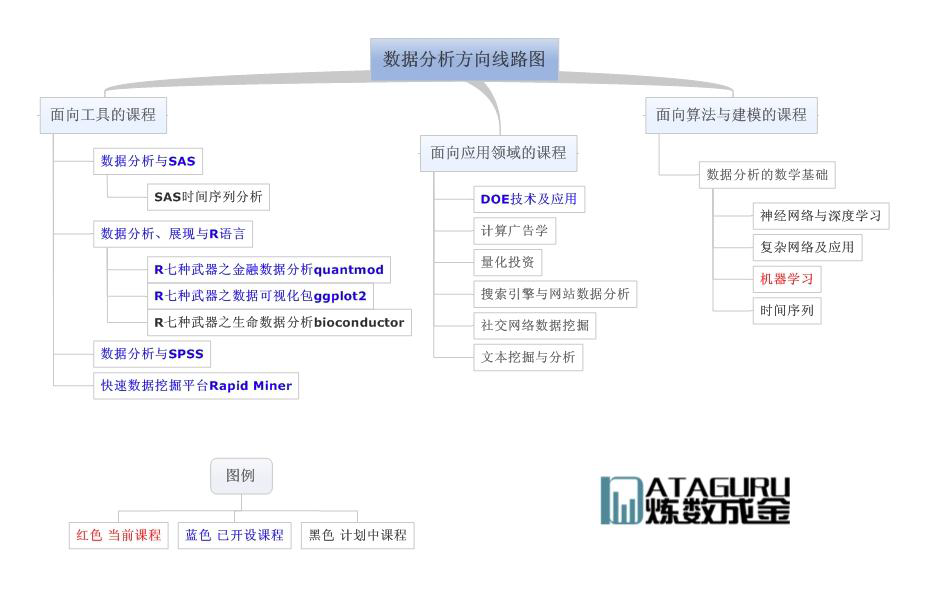 数据分析方向线路图
面向工具的课程
数据分析与SAS
SAS时间序列分析
数据分析、展现与R语言
R七种武器之金融数据分析quantmod
R七种武器之数据可视化包ggplot2
R七种武器之生命数据分析bioconductor
数据分析与SPSS
快速数据挖掘平台Rapid Miner
面向应用领域的课程
DOE技术及应用
计算广告学
量化投资
搜索引擎与网站数据分析
社交网络数据挖掘
文本挖掘与分析
面向算法与建模的课程
数据分析的数学基础
神经网络与深度学习
复杂网络及应用
机器学习
时间序列
图例
红色 当前课程
蓝色 已开设课程
黑色 计划中课程
DATAGURU
炼数成金